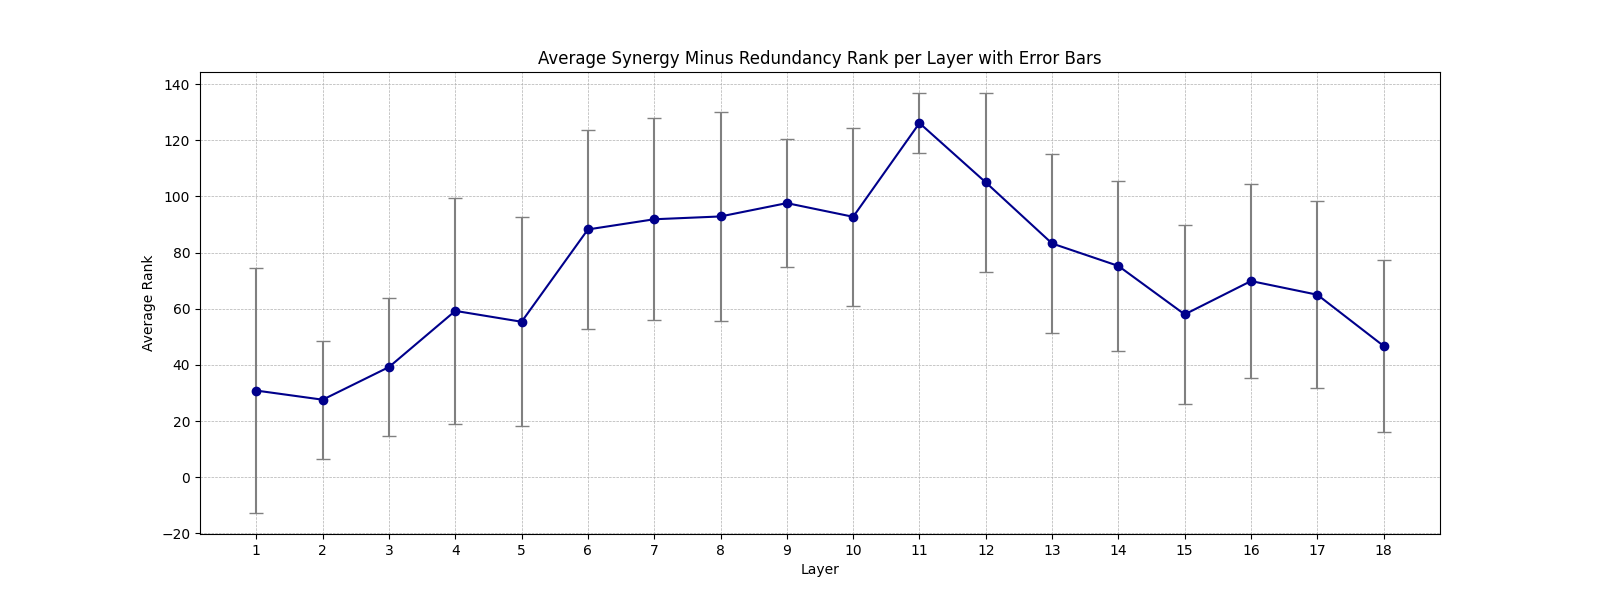 Average Synergy Minus Redundancy Rank per Layer with Error Bars
140
120
100
80
60
40
20
0
−20
Average Rank
1 2 3 4 5 6 7 8 9 10 11 12 13 14 15 16 17 18
Layer